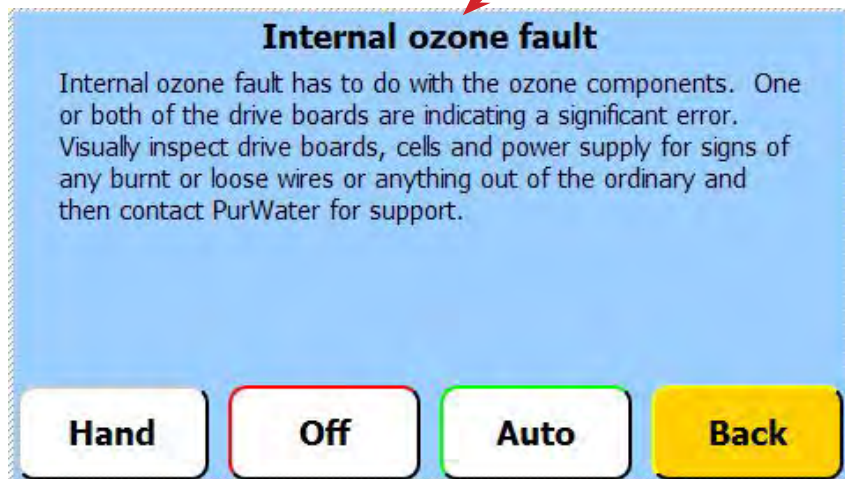 Internal ozone fault
Internal ozone fault has to do with the ozone components. One
or both of the drive boards are indicating a significant error.
Visually inspect drive boards, cells and power supply for signs of
any burnt or loose wires or anything out of the ordinary and
then contact PurWater for support.
Hand Off Auto Back